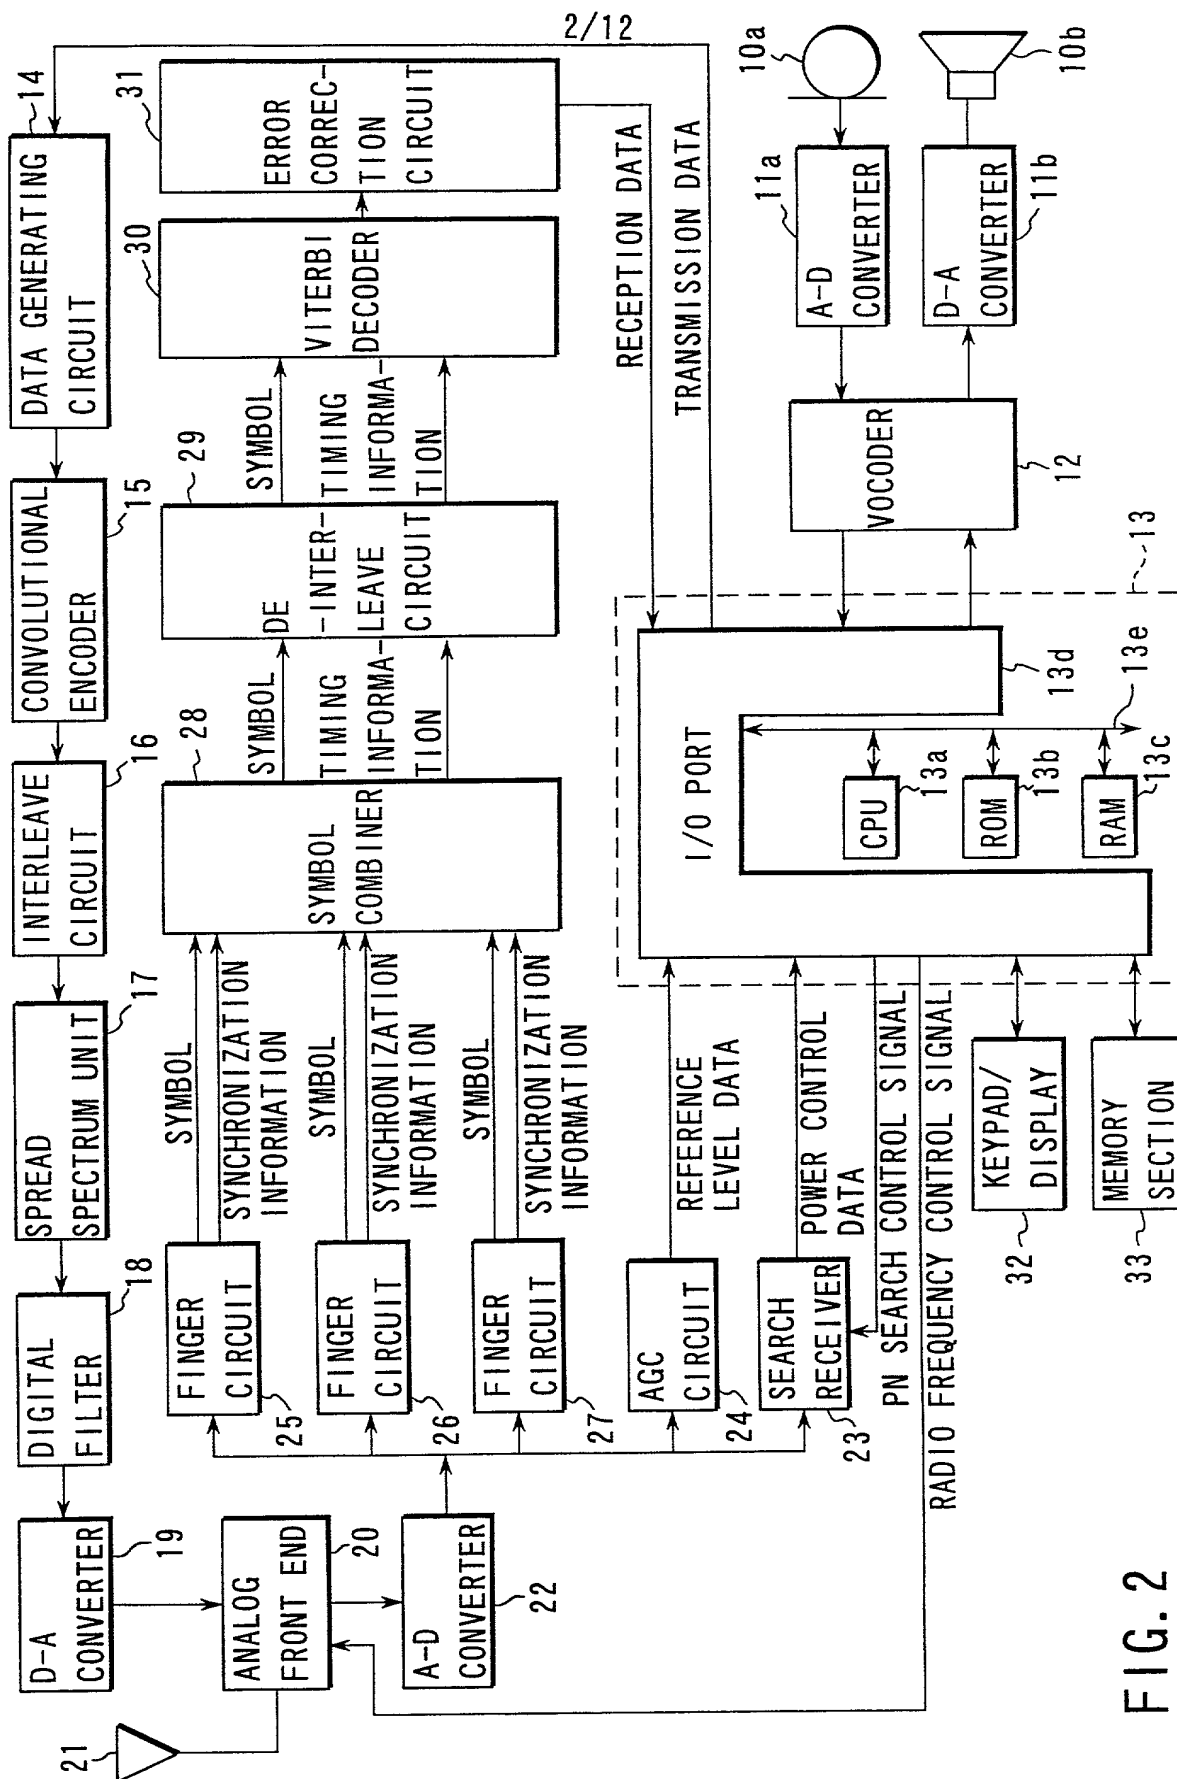 2/12
21
D-A
CONVERTER
19
DIGITAL
FILTER
18
SPREAD
SPECTRUM UNIT
17
INTERLEAVE
CIRCUIT
16
CONVOLUTIONAL
ENCODER
15
DATA GENERATING
CIRCUIT
14
ANALOG
FRONT END
20
A-D
CONVERTER
22
FINGER
CIRCUIT
25
SYMBOL
SYNCHRONIZATION
INFORMATION
FINGER
CIRCUIT
26
SYMBOL
SYNCHRONIZATION
INFORMATION
FINGER
CIRCUIT
27
SYMBOL
SYNCHRONIZATION
INFORMATION
SYMBOL
COMBINER
28
SYMBOL
TIMING
INFORMA-
TION
DE
-INTER-
LEAVE
CIRCUIT
29
SYMBOL
TIMING
INFORMA-
TION
VITERBI
DECODER
30
ERROR
CORREC-
TION
CIRCUIT
31
RECEPTION DATA
TRANSMISSION DATA
AGC
CIRCUIT
24
REFERENCE
LEVEL DATA
SEARCH
RECEIVER
23
POWER CONTROL
DATA
PN SEARCH CONTROL SIGNAL
RADIO FREQUENCY CONTROL SIGNAL
I/O PORT
13d
CPU
13a
ROM
13b
RAM
13c
13e
13
KEYPAD/
DISPLAY
32
MEMORY
SECTION
33
VOCODER
12
A-D
CONVERTER
11a
D-A
CONVERTER
11b
10a
10b
FIG. 2